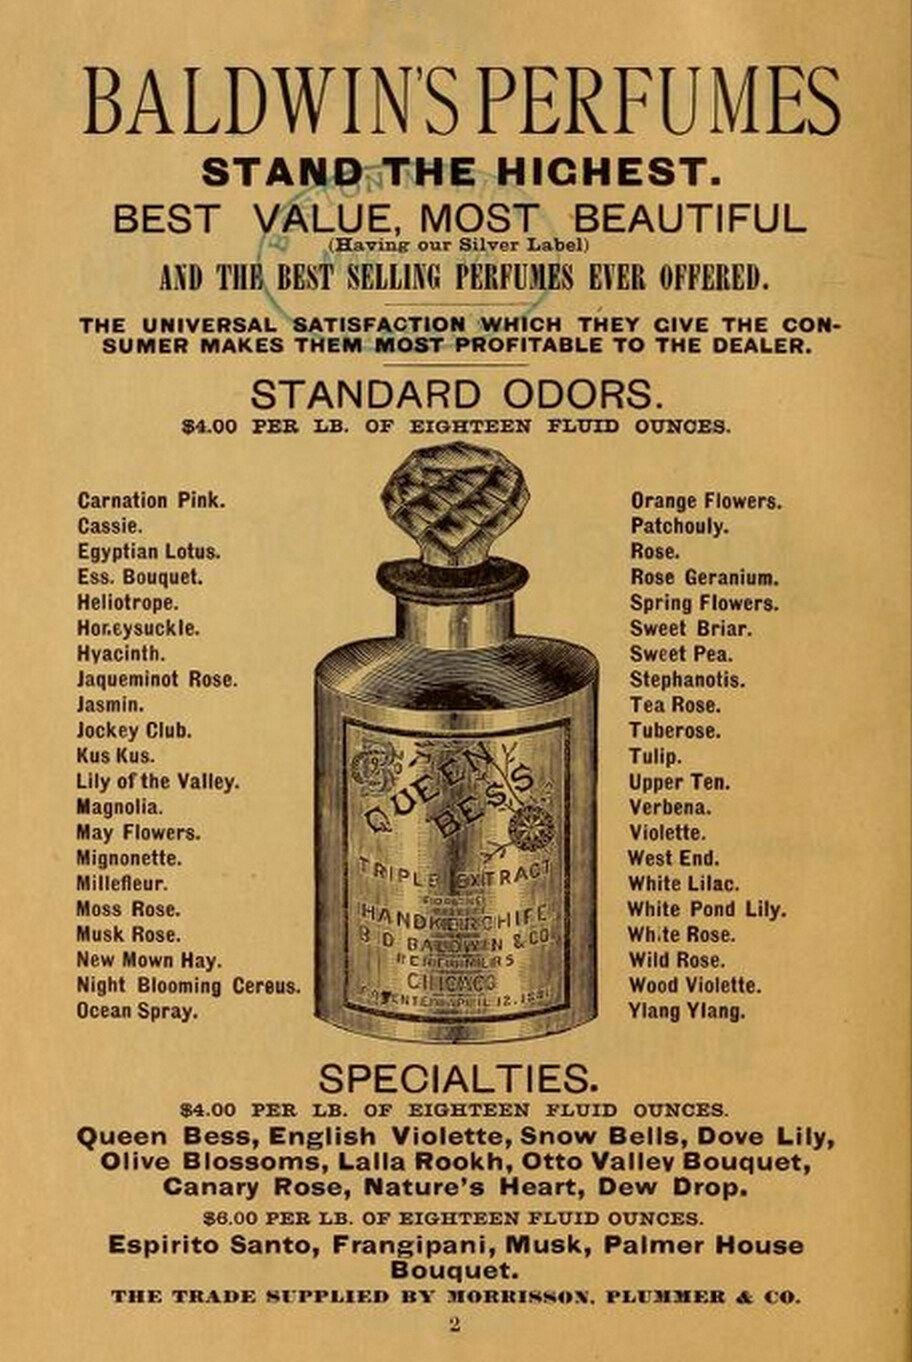 BALDWIN'S PERFUMES
STAND THE HIGHEST.
BEST VALUE, MOST BEAUTIFUL
(Having our Silver Label)
AND THE BEST SELLING PERFUMES EVER OFFERED.
THE UNIVERSAL SATISFACTION WHICH THEY GIVE THE CON-
SUMER MAKES THEM MOST PROFITABLE TO THE DEALER.
STANDARD ODORS.
$4.00 PER LB. OF EIGHTEEN FLUID OUNCES.
Carnation Pink.
Cassie.
Egyptian Lotus.
Ess. Bouquet.
Heliotrope.
Honeysuckle.
Hyacinth.
Jaqueminot Rose.
Jasmin.
Jockey Club.
Kus Kus.
Lily of the Valley.
Magnolia.
May Flowers.
Mignonette.
Millefleur.
Moss Rose.
Musk Rose.
New Mown Hay.
Night Blooming Cereus.
Ocean Spray.
QUEEN
BESS
TRIPLE EXTRACT
HANDKERCHIEF
B D BALDWIN & CO.
PERFUMERS
CHICAGO
PATENTED APRIL 12.
Orange Flowers.
Patchouly.
Rose.
Rose Geranium.
Spring Flowers.
Sweet Briar.
Sweet Pea.
Stephanotis.
Tea Rose.
Tuberose.
Tulip.
Upper Ten.
Verbena.
Violette.
West End.
White Lilac.
White Pond Lily.
White Rose.
Wild Rose.
Wood Violette.
Ylang Ylang.
SPECIALTIES.
$4.00 PER LB. OF EIGHTEEN FLUID OUNCES.
Queen Bess, English Violette, Snow Bells, Dove Lily,
Olive Blossoms, Lalla Rookh, Otto Valley Bouquet,
Canary Rose, Nature's Heart, Dew Drop.
$6.00 PER LB. OF EIGHTEEN FLUID OUNCES.
Espirito Santo, Frangipani, Musk, Palmer House
Bouquet.
THE TRADE SUPPLIED BY MORRISSON, PLUMMER & CO.
2